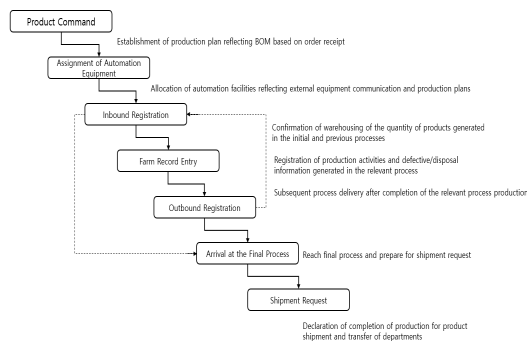 Product Command
Establishment of production plan reflecting BOM based on order receipt
Assignment of Automation
Equipment
Allocation of automation facilities reflecting external equipment communication and production plans
Inbound Registration
Confirmation of warehousing of the quantity of products generated
in the initial and previous processes
Farm Record Entry
Registration of production activities and defective/disposal
information generated in the relevant process
Subsequent process delivery after completion of the relevant process production
Outbound Registration
Arrival at the Final Process
Reach final process and prepare for shipment request
Shipment Request
Declaration of completion of production for product
shipment and transfer of departments